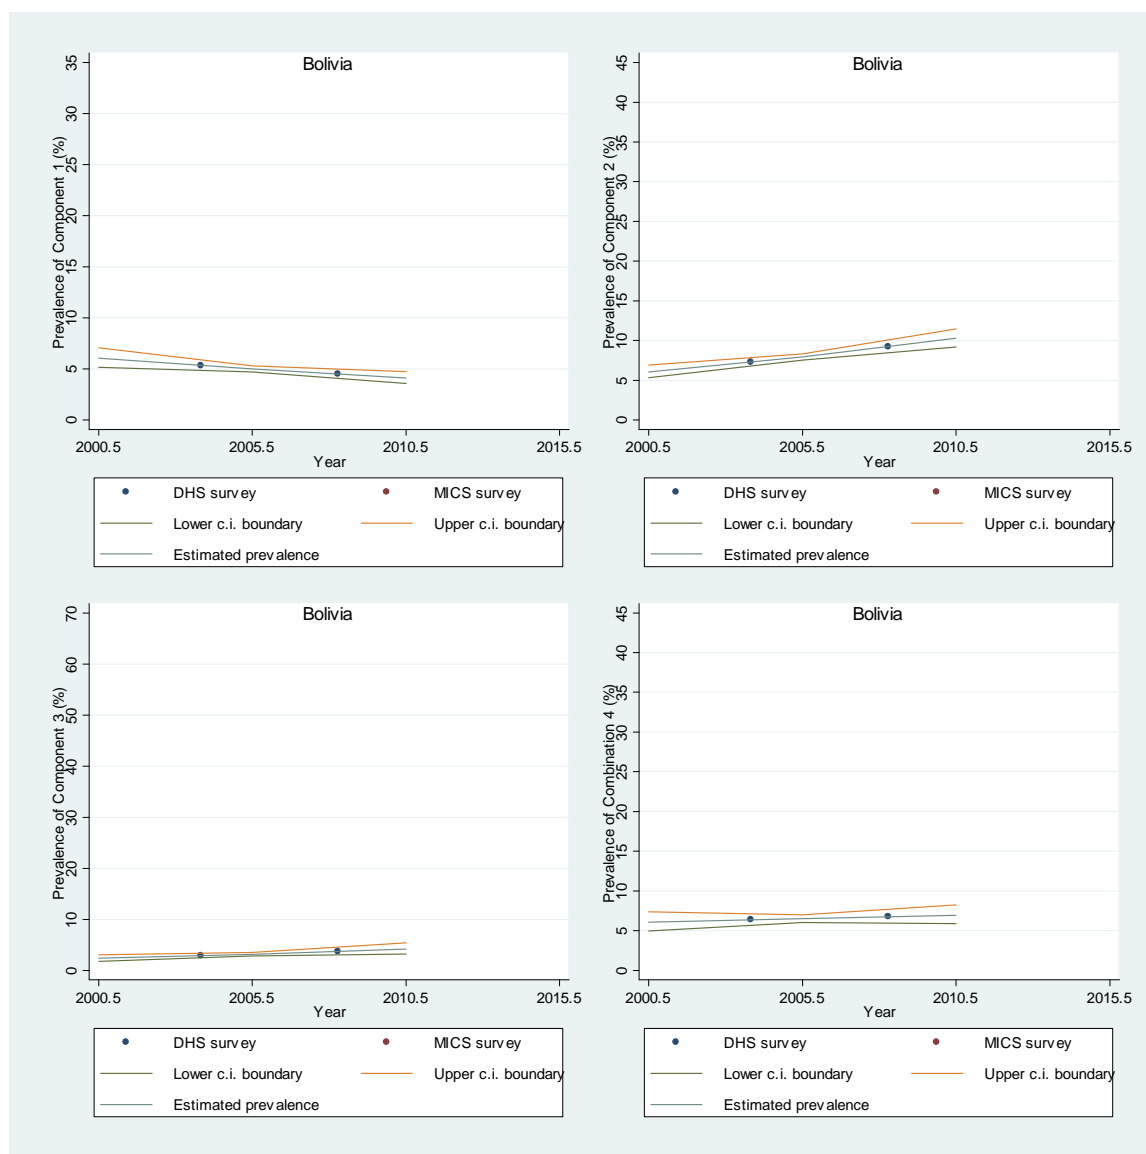 Bolivia
Prevalence of Component 1 (%)
35
30
25
20
15
10
5
0
2000.5 2005.5 2010.5 2015.5
Year
DHS survey MICS survey
Lower c.i. boundary Upper c.i. boundary
Estimated prevalence
Bolivia
Prevalence of Component 2 (%)
45
40
35
30
25
20
15
10
5
0
2000.5 2005.5 2010.5 2015.5
Year
DHS survey MICS survey
Lower c.i. boundary Upper c.i. boundary
Estimated prevalence
Bolivia
Prevalence of Component 3 (%)
70
60
50
40
30
20
10
0
2000.5 2005.5 2010.5 2015.5
Year
DHS survey MICS survey
Lower c.i. boundary Upper c.i. boundary
Estimated prevalence
Bolivia
Prevalence of Combination 4 (%)
45
40
35
30
25
20
15
10
5
0
2000.5 2005.5 2010.5 2015.5
Year
DHS survey MICS survey
Lower c.i. boundary Upper c.i. boundary
Estimated prevalence